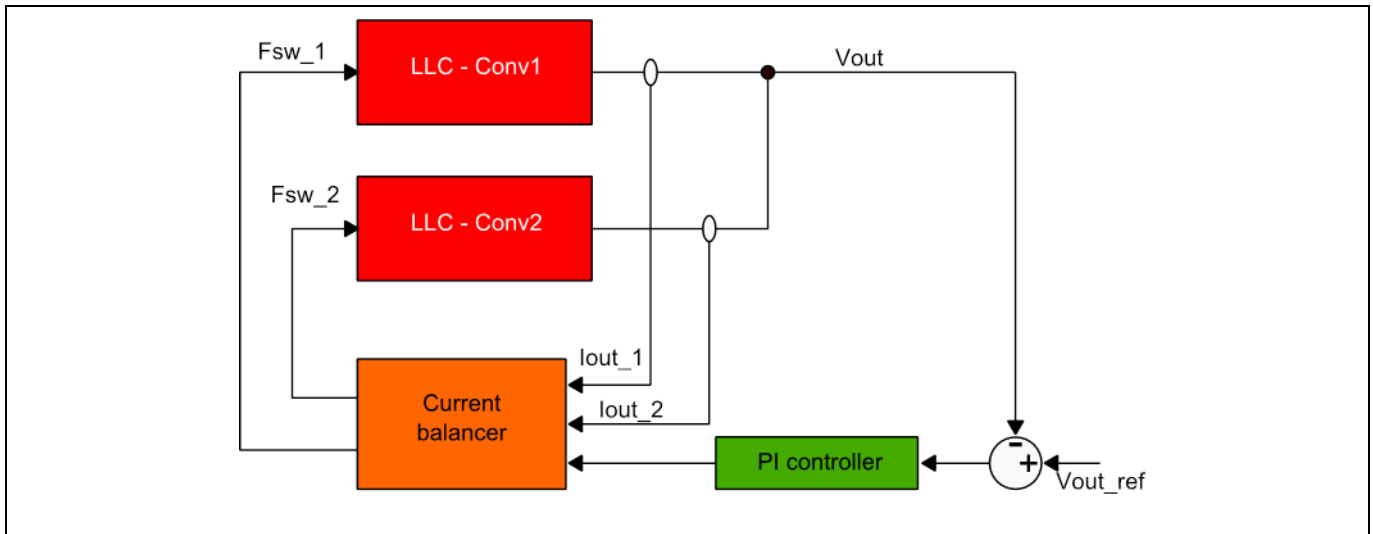 Fsw_1
LLC - Conv1
Vout
Fsw_2
LLC - Conv2
Iout_1
Current
balancer
Iout_2
PI controller
-
+
Vout_ref